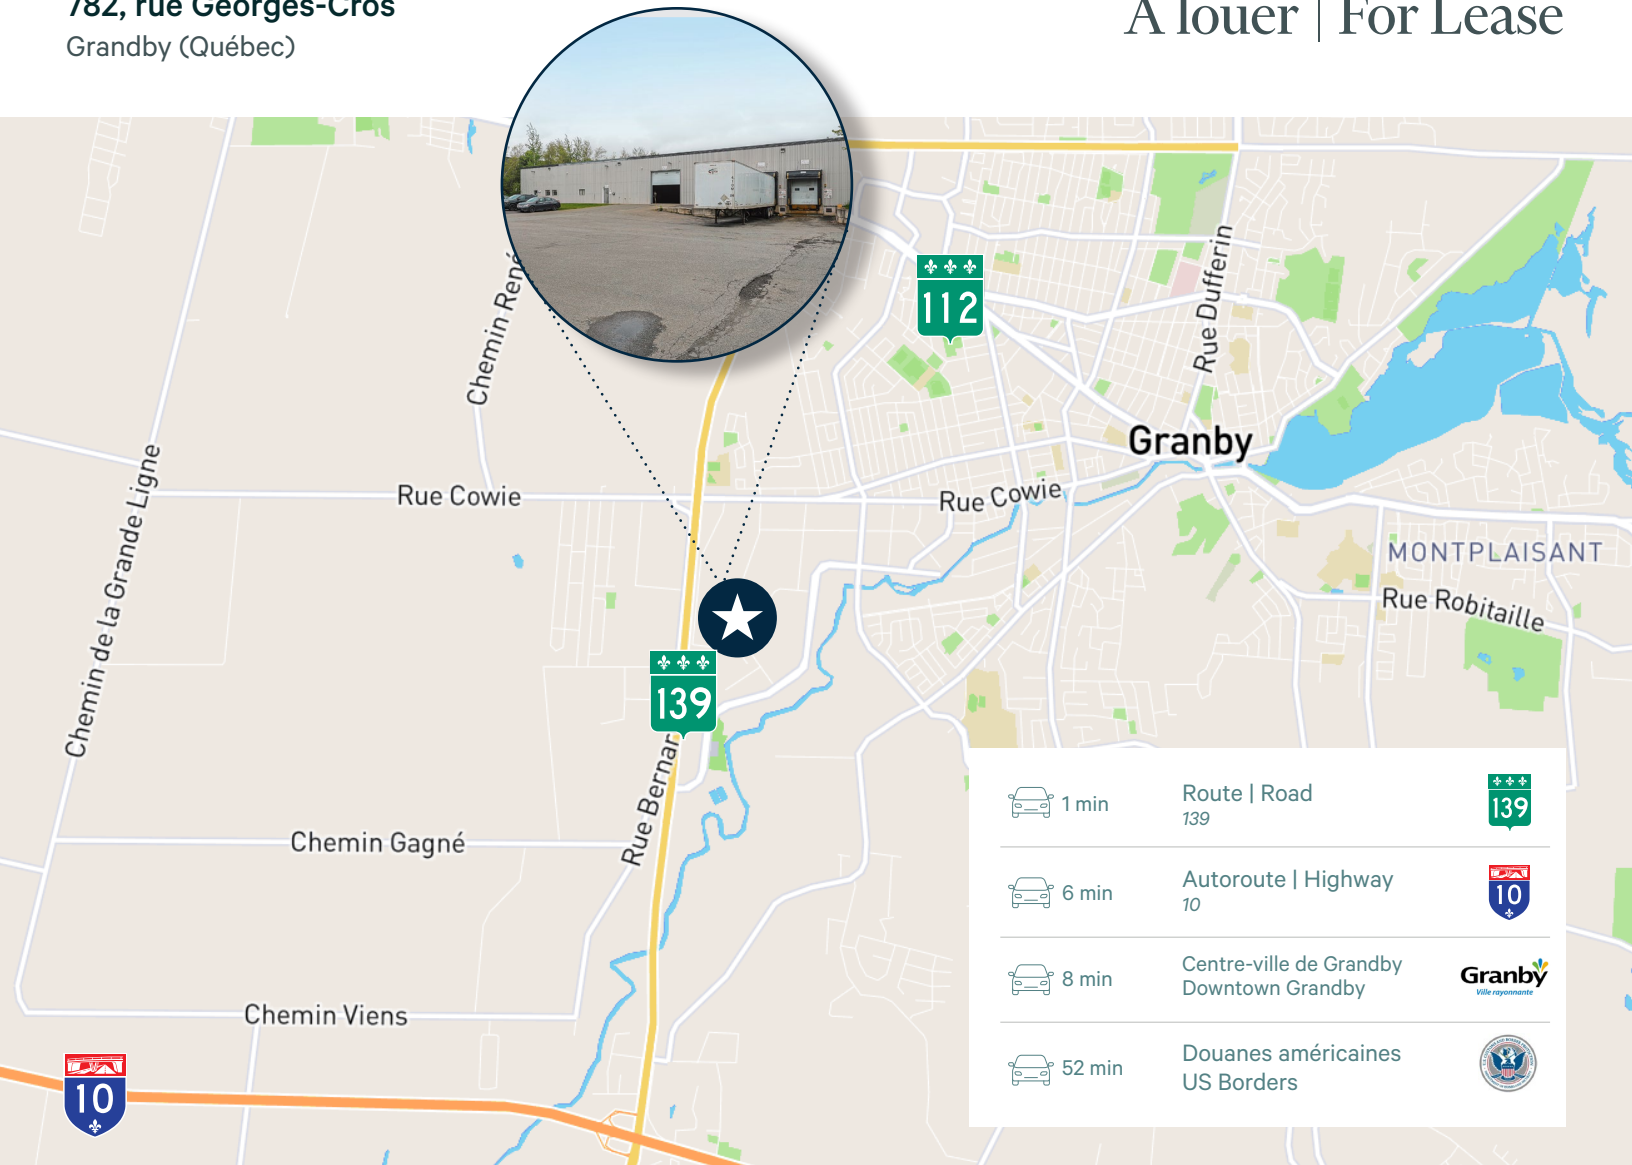 782, rue Georges-Cros
Grandby (Québec)
À louer | For Lease
Chemin René
112
Rue Dufferin
Granby
Rue Cowie
Rue Cowie
MONTPLAISANT
Rue Robitaille
Chemin de la Grande Ligne
139
Rue Bernar
Chemin Gagné
Chemin Viens
10
1 min
Route | Road
139
139
6 min
Autoroute | Highway
10
10
8 min
Centre-ville de Grandby
Downtown Grandby
Granby
Ville rayonnante
52 min
Douanes américaines
US Borders